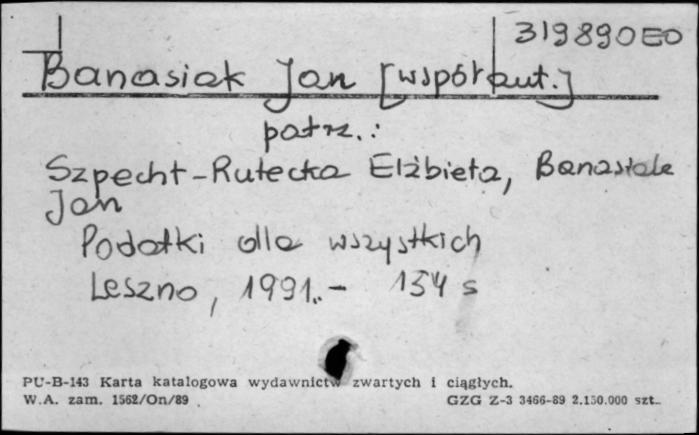 319890EO
Banasiak Jan [współaut.]
patrz.:
Szpecht-Rutecka Elżbieta, Banasiak
Jan
Podatki dla wszystkich
Leszno, 1991.- 154 s
PU-B-143 Karta katalogowa wydawnictw zwartych i ciągłych.
W.A. zam. 1562/On/89 GZG Z-3 3466-89 2.150.000 szt.